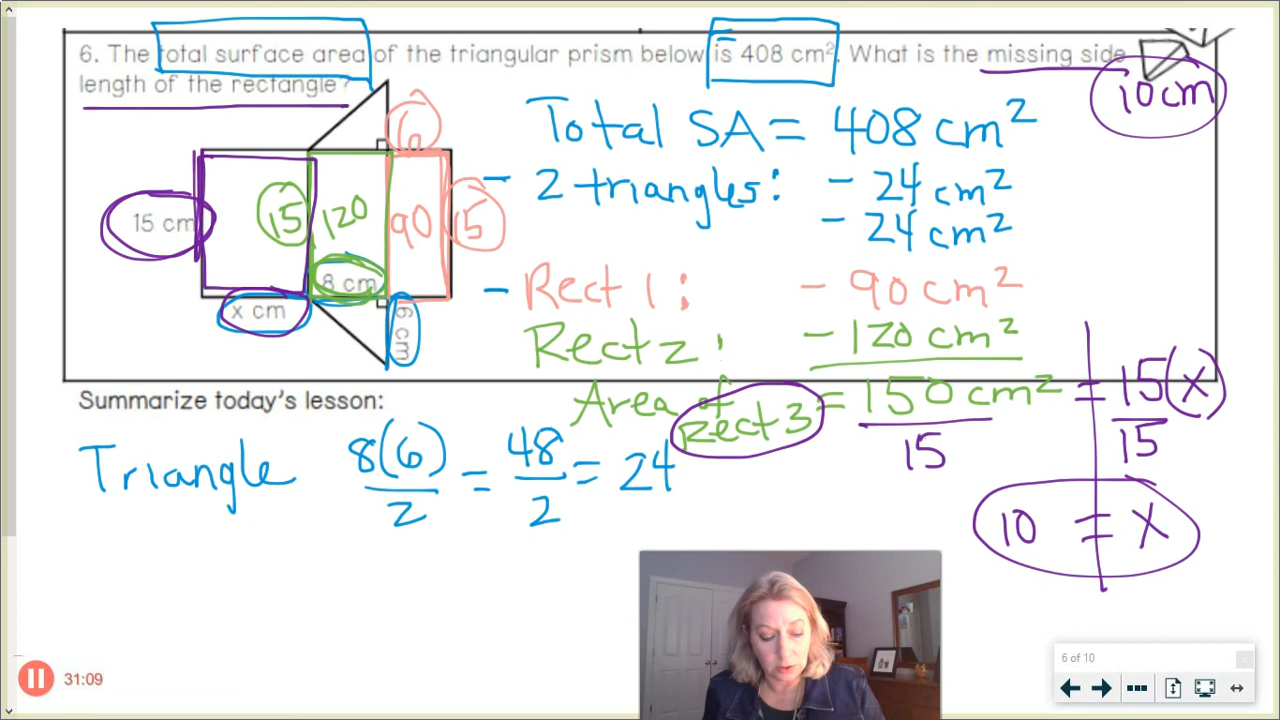 6. The total surface area of the triangular prism below is 408 cm². What is the missing side
length of the rectangle?
10cm
6
Total SA = 408 cm²
- 2 triangles: - 24 cm²
- 24 cm²
15 cm
15
120
90
15
8 cm
x cm
6 cm
- Rect 1: - 90 cm²
Rect 2: - 120 cm²
Area of Rect 3 = 150 cm² = 15(x)
15 15
10 = x
Summarize today's lesson:
Triangle 8(6)/2 = 48/2 = 24
31:09
6 of 10